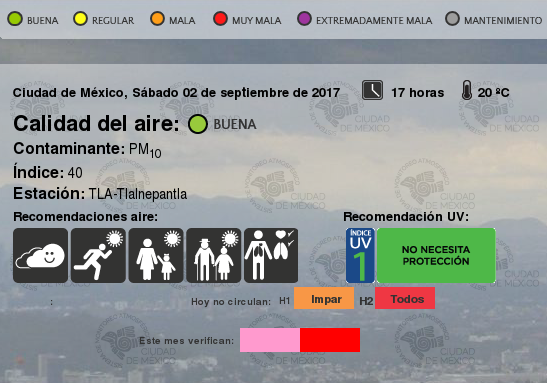 BUENA REGULAR MALA MUY MALA EXTREMADAMENTE MALA MANTENIMIENTO
Ciudad de México, Sábado 02 de septiembre de 2017 17 horas 20 ºC
Calidad del aire: BUENA
Contaminante: PM10
Índice: 40
Estación: TLA-Tlalnepantla
Recomendaciones aire: Recomendación UV:
ÍNDICE
UV
1
NO NECESITA
PROTECCIÓN
: Hoy no circulan: H1 Impar H2 Todos
Este mes verifican:
CIUDAD
DE MÉXICO